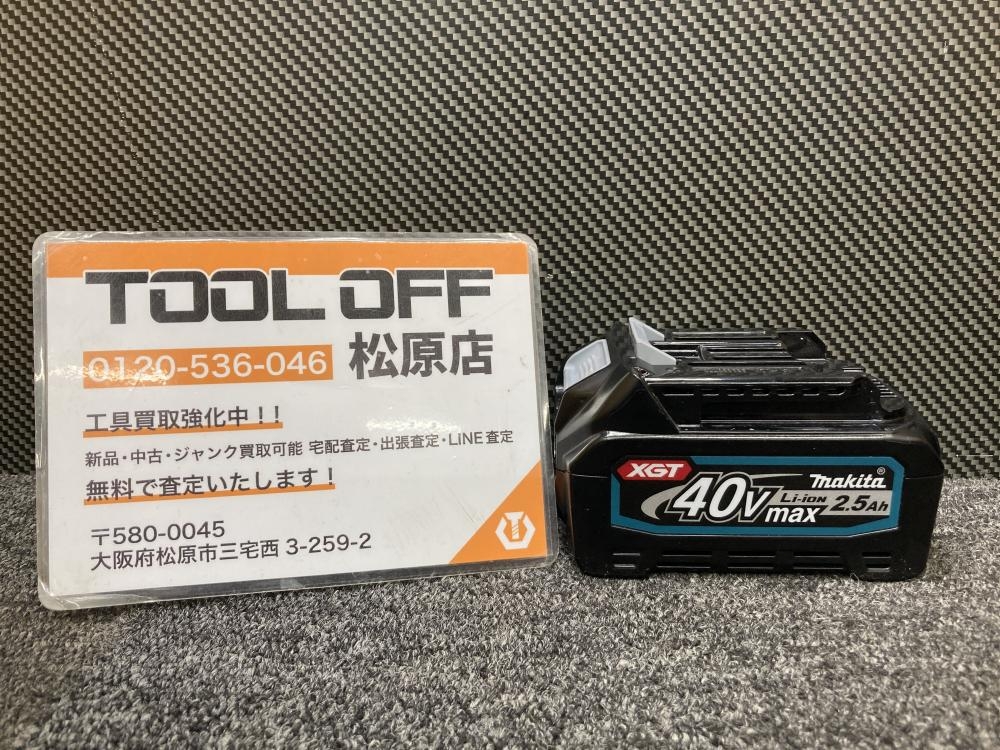 TOOL OFF
0120-536-046 松原店
工具買取強化中！！
新品・中古・ジャンク買取可能 宅配査定・出張査定・LINE査定
無料で査定いたします！
〒580-0045
大阪府松原市三宅西 3-259-2
XGT
40Vmax
Li-ion
makita®
2.5Ah